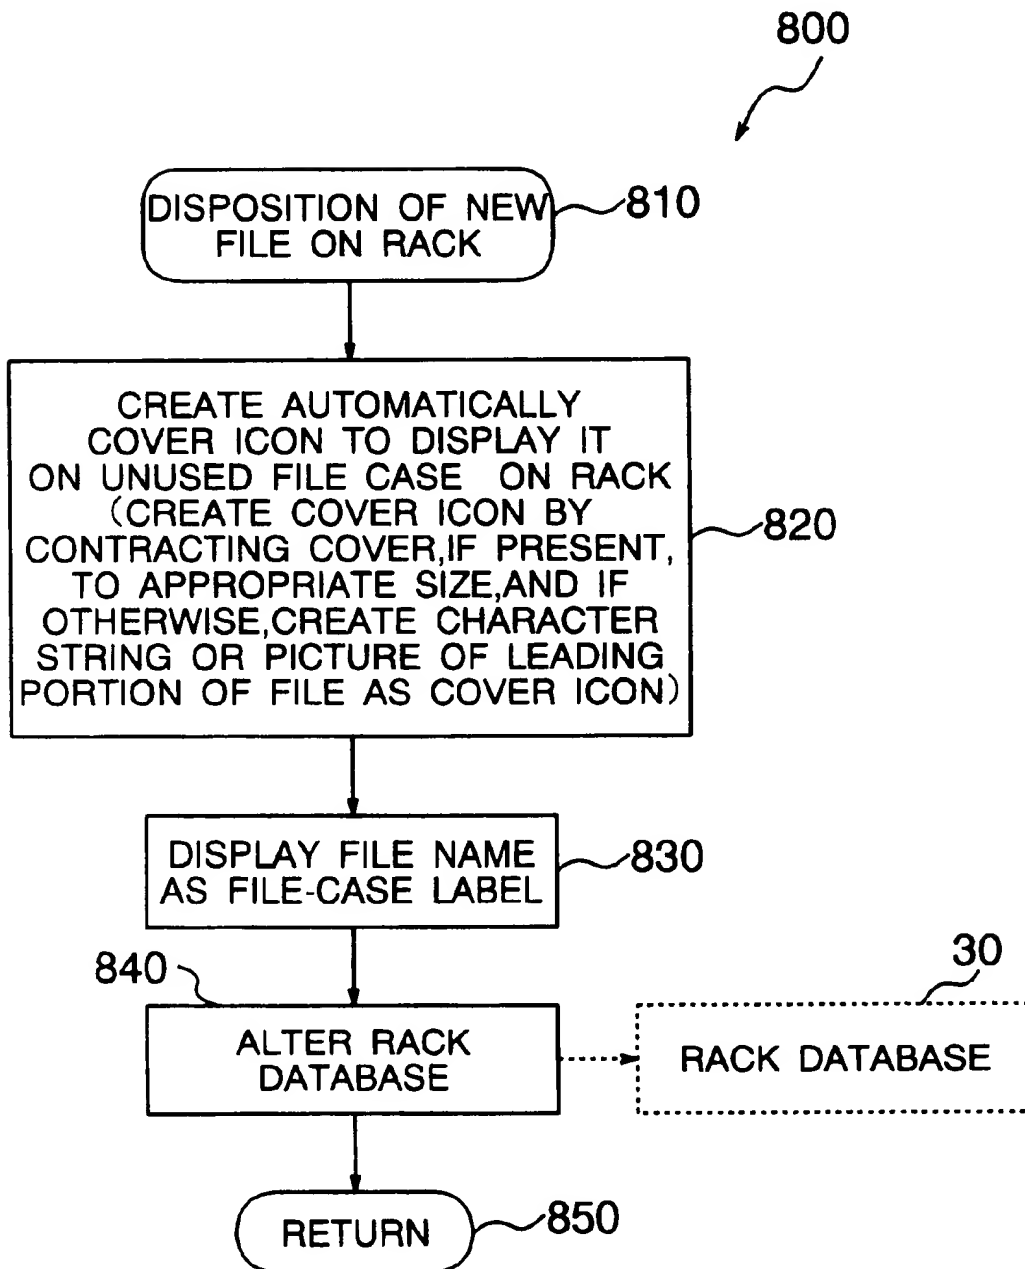 800
DISPOSITION OF NEW
FILE ON RACK
810
CREATE AUTOMATICALLY
COVER ICON TO DISPLAY IT
ON UNUSED FILE CASE ON RACK
(CREATE COVER ICON BY
CONTRACTING COVER,IF PRESENT,
TO APPROPRIATE SIZE,AND IF
OTHERWISE,CREATE CHARACTER
STRING OR PICTURE OF LEADING
PORTION OF FILE AS COVER ICON)
820
DISPLAY FILE NAME
AS FILE-CASE LABEL
830
840
ALTER RACK
DATABASE
30
RACK DATABASE
RETURN
850